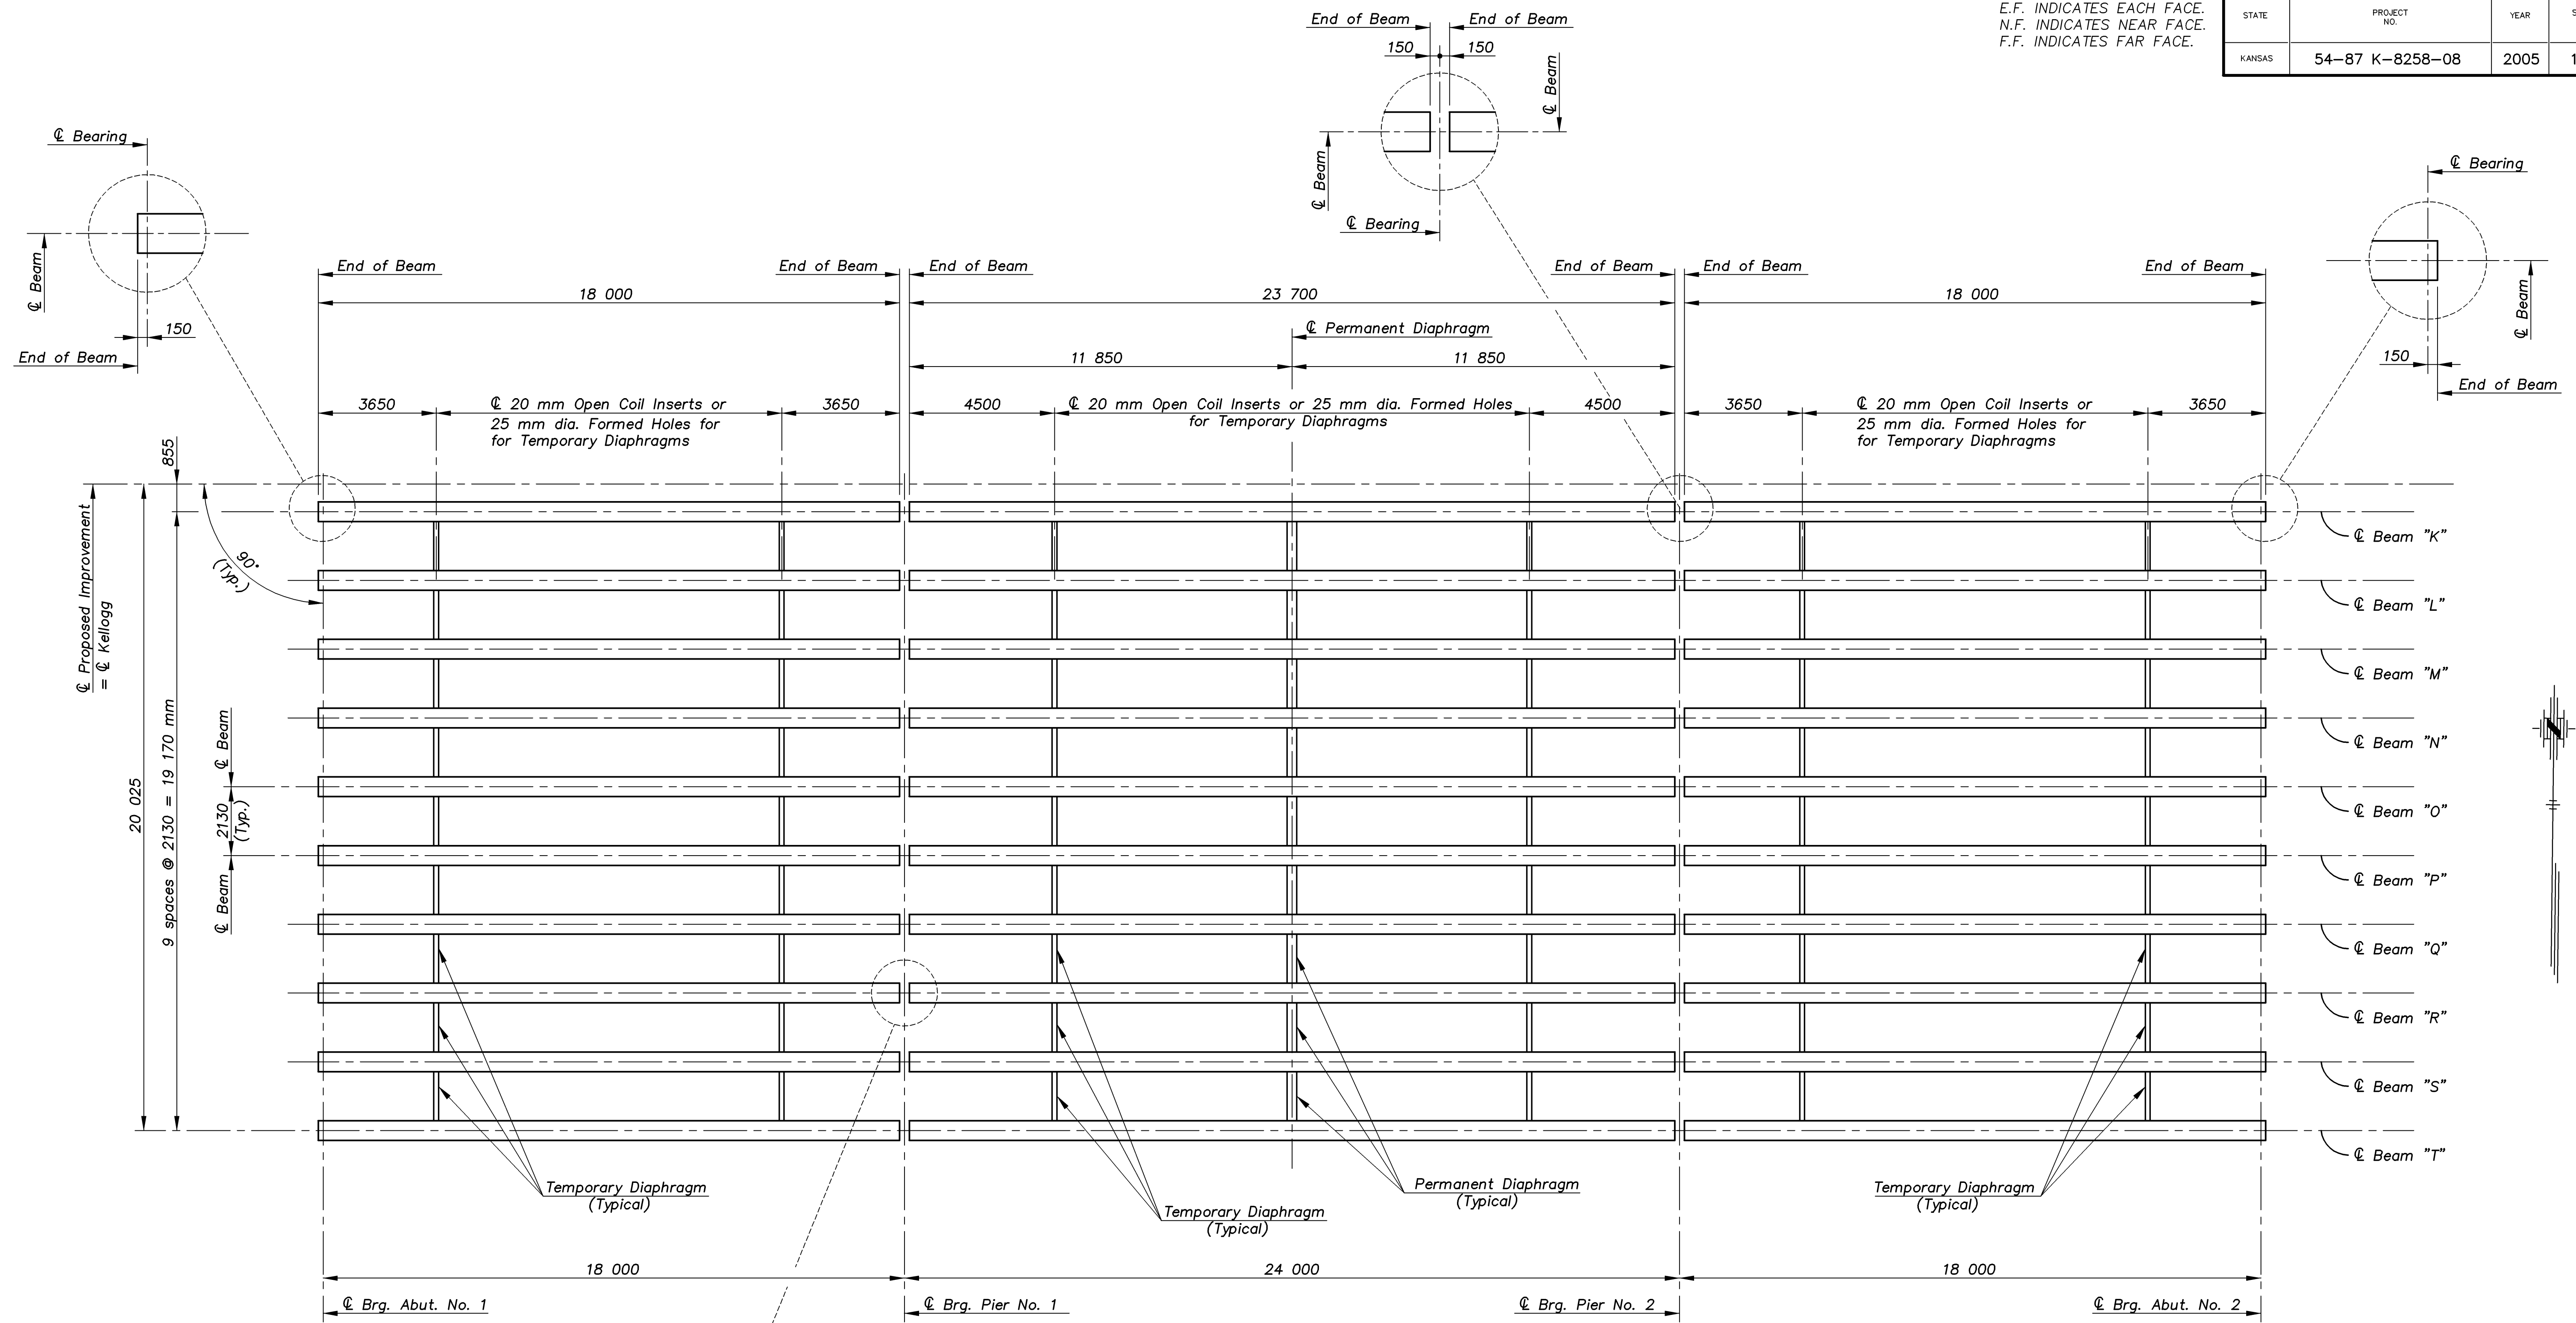 E.F. INDICATES EACH FACE.
N.F. INDICATES NEAR FACE.
F.F. INDICATES FAR FACE.
STATE
PROJECT
NO.
YEAR
KANSAS
54-87 K-8258-08
2005
End of Beam
End of Beam
150
150
℄ Beam
℄ Beam
℄ Bearing
℄ Bearing
℄ Beam
150
End of Beam
℄ Bearing
℄ Beam
150
End of Beam
End of Beam
End of Beam
End of Beam
End of Beam
End of Beam
End of Beam
18 000
23 700
18 000
℄ Permanent Diaphragm
11 850
11 850
3650
℄ 20 mm Open Coil Inserts or
25 mm dia. Formed Holes for
for Temporary Diaphragms
3650
4500
℄ 20 mm Open Coil Inserts or 25 mm dia. Formed Holes
for Temporary Diaphragms
4500
3650
℄ 20 mm Open Coil Inserts or
25 mm dia. Formed Holes for
for Temporary Diaphragms
3650
855
℄ Proposed Improvement
= ℄ Kellogg
90°
(Typ.)
20 025
9 spaces @ 2130 = 19 170 mm
℄ Beam
2130
(Typ.)
℄ Beam
℄ Beam "K"
℄ Beam "L"
℄ Beam "M"
℄ Beam "N"
℄ Beam "O"
℄ Beam "P"
℄ Beam "Q"
℄ Beam "R"
℄ Beam "S"
℄ Beam "T"
N
Temporary Diaphragm
(Typical)
Temporary Diaphragm
(Typical)
Permanent Diaphragm
(Typical)
Temporary Diaphragm
(Typical)
18 000
24 000
18 000
℄ Brg. Abut. No. 1
℄ Brg. Pier No. 1
℄ Brg. Pier No. 2
℄ Brg. Abut. No. 2